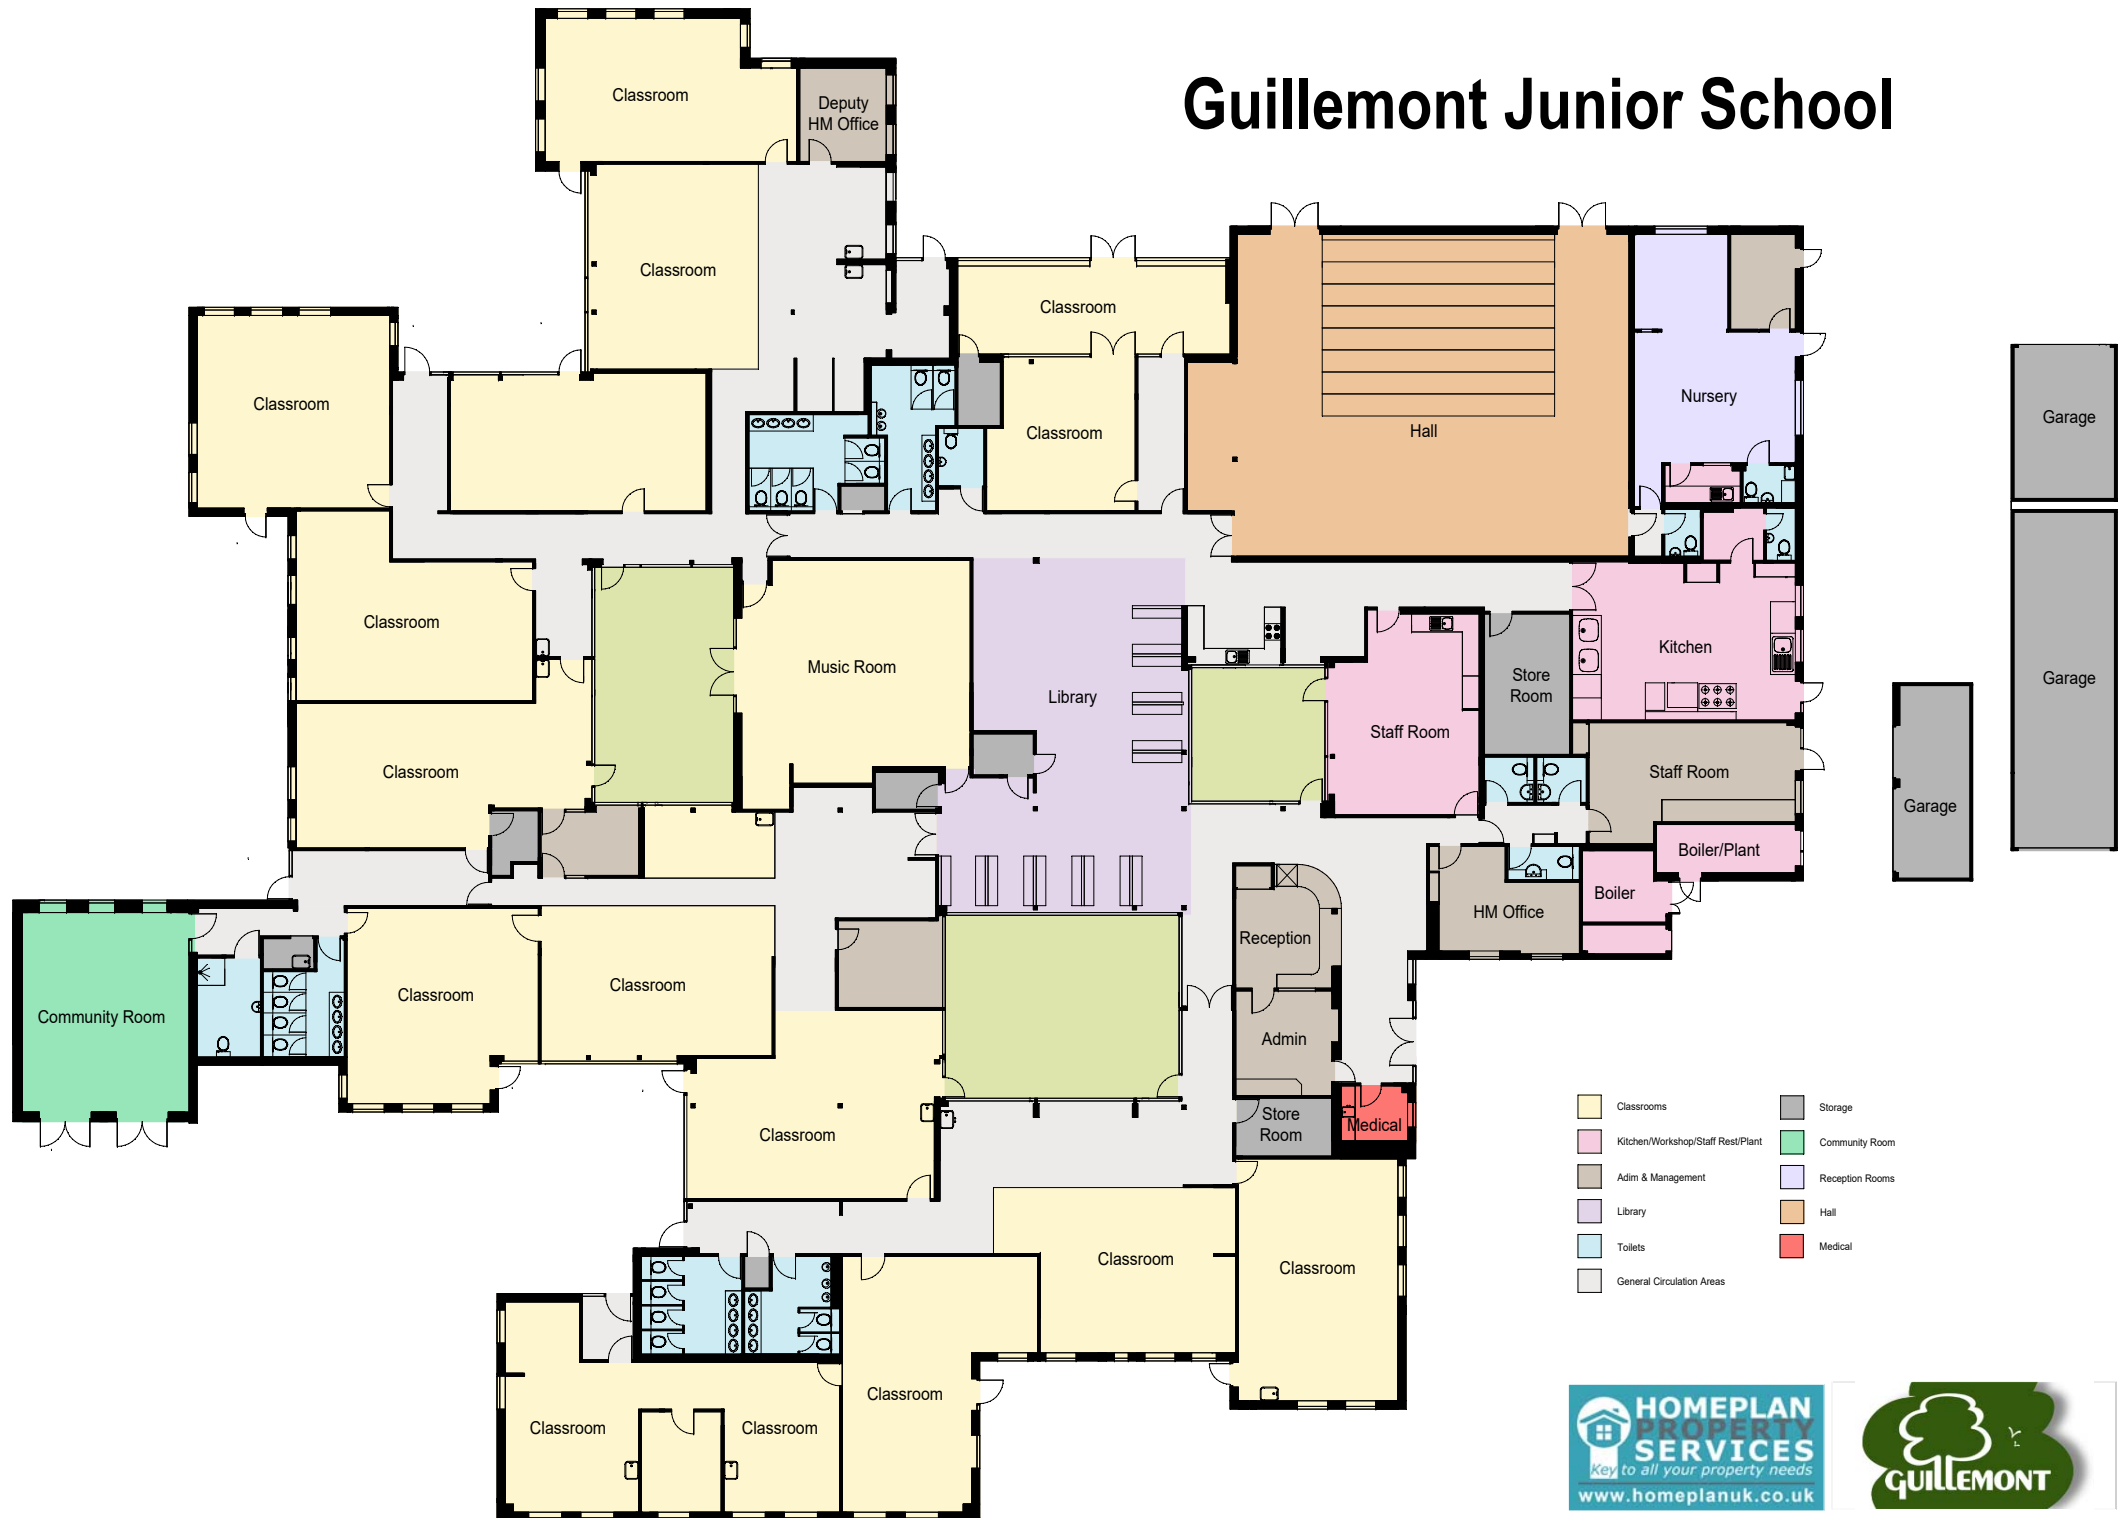 Guillemont Junior School
Classroom
Deputy
HM Office
Classroom
Classroom
Classroom
Classroom
Hall
Nursery
Garage
Classroom
Music Room
Library
Kitchen
Store
Room
Staff Room
Garage
Classroom
Staff Room
Garage
Boiler/Plant
Boiler
HM Office
Reception
Community Room
Classroom
Classroom
Admin
Classroom
Store
Room
Medical
Classroom
Classroom
Classroom
Classroom
Classroom
Classrooms
Kitchen/Workshop/Staff Rest/Plant
Adim & Management
Library
Toilets
General Circulation Areas
Storage
Community Room
Reception Rooms
Hall
Medical
HOMEPLAN
PROPERTY
SERVICES
Key to all your property needs
www.homeplanuk.co.uk
GUILLEMONT